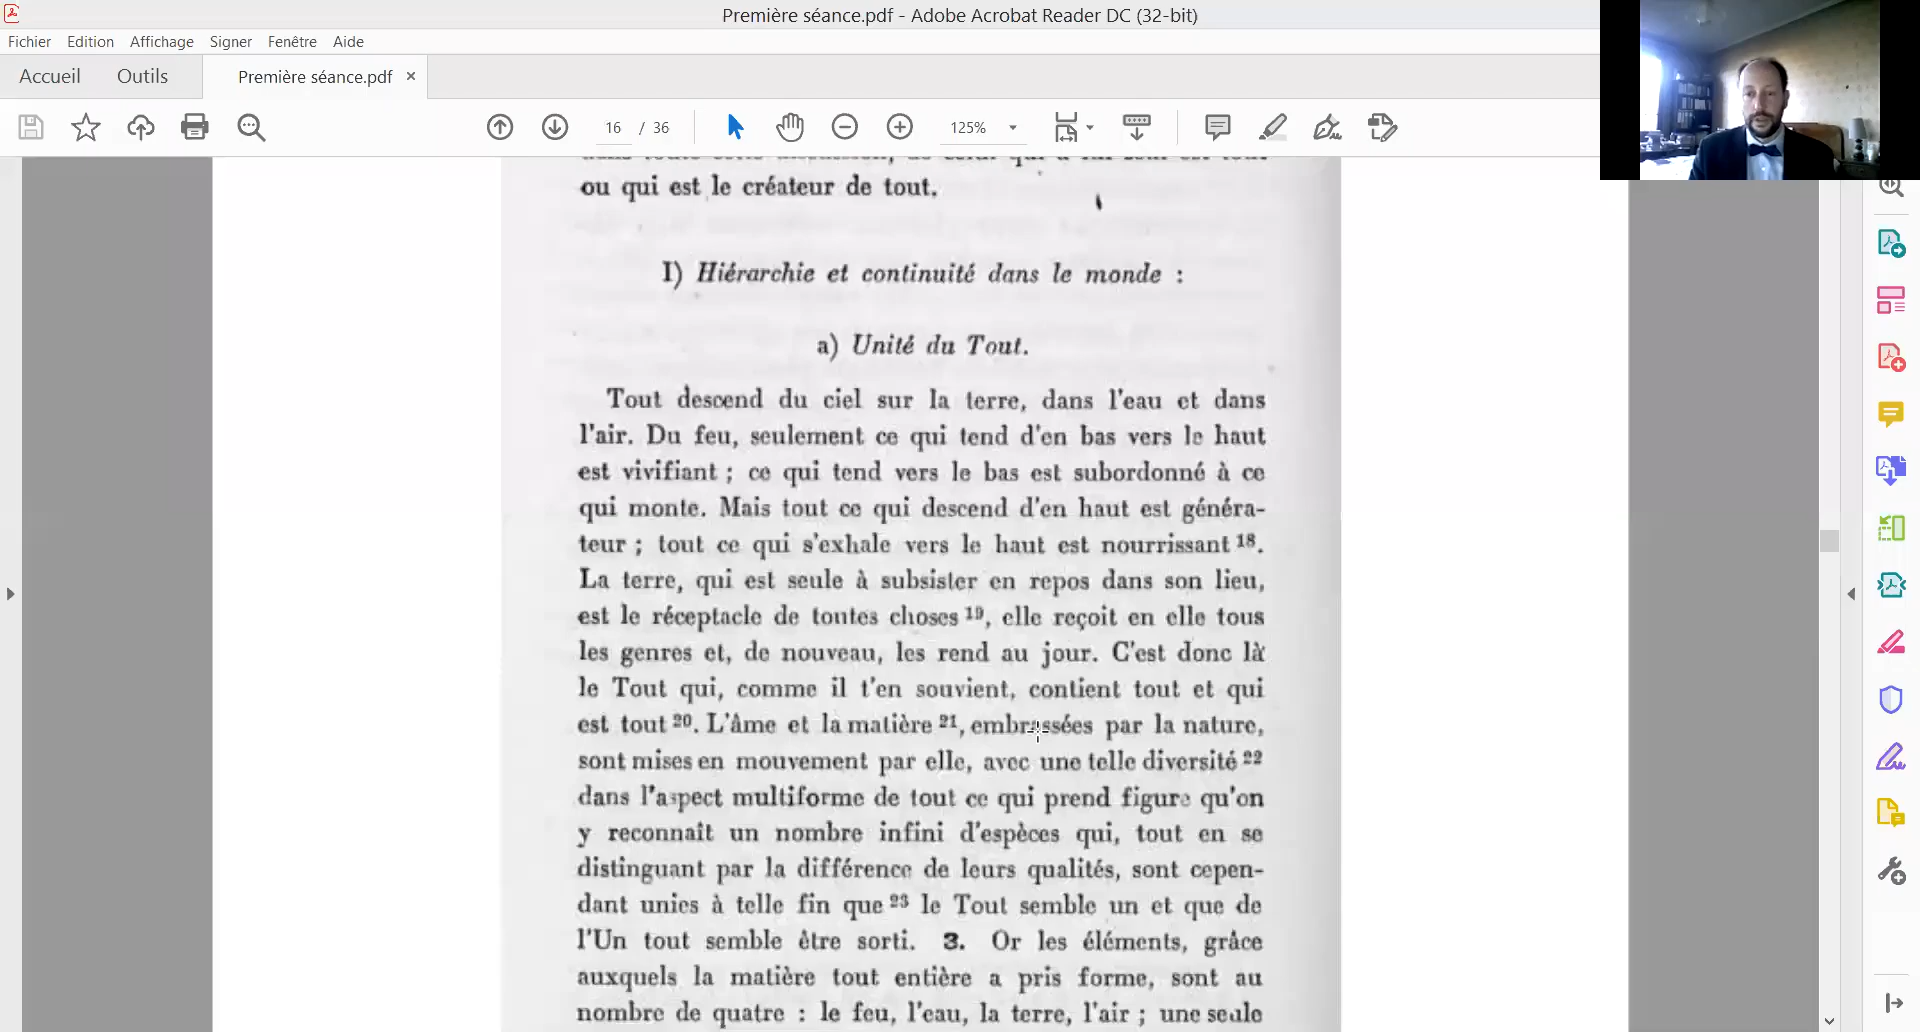 Première séance.pdf - Adobe Acrobat Reader DC (32-bit)
Fichier Edition Affichage Signer Fenêtre Aide
Accueil Outils Première séance.pdf ×
16 / 36 125%
ou qui est le créateur de tout.
I) Hiérarchie et continuité dans le monde :
a) Unité du Tout.
Tout descend du ciel sur la terre, dans l'eau et dans
l'air. Du feu, seulement ce qui tend d'en bas vers le haut
est vivifiant ; ce qui tend vers le bas est subordonné à ce
qui monte. Mais tout ce qui descend d'en haut est généra-
teur ; tout ce qui s'exhale vers le haut est nourrissant 18.
La terre, qui est seule à subsister en repos dans son lieu,
est le réceptacle de toutes choses 19, elle reçoit en elle tous
les genres et, de nouveau, les rend au jour. C'est donc là
le Tout qui, comme il t'en souvient, contient tout et qui
est tout 20. L'âme et la matière 21, embrassées par la nature,
sont mises en mouvement par elle, avec une telle diversité 22
dans l'aspect multiforme de tout ce qui prend figure qu'on
y reconnaît un nombre infini d'espèces qui, tout en se
distinguant par la différence de leurs qualités, sont cepen-
dant unies à telle fin que 23 le Tout semble un et que de
l'Un tout semble être sorti. 3. Or les éléments, grâce
auxquels la matière tout entière a pris forme, sont au
nombre de quatre : le feu, l'eau, la terre, l'air ; une seule